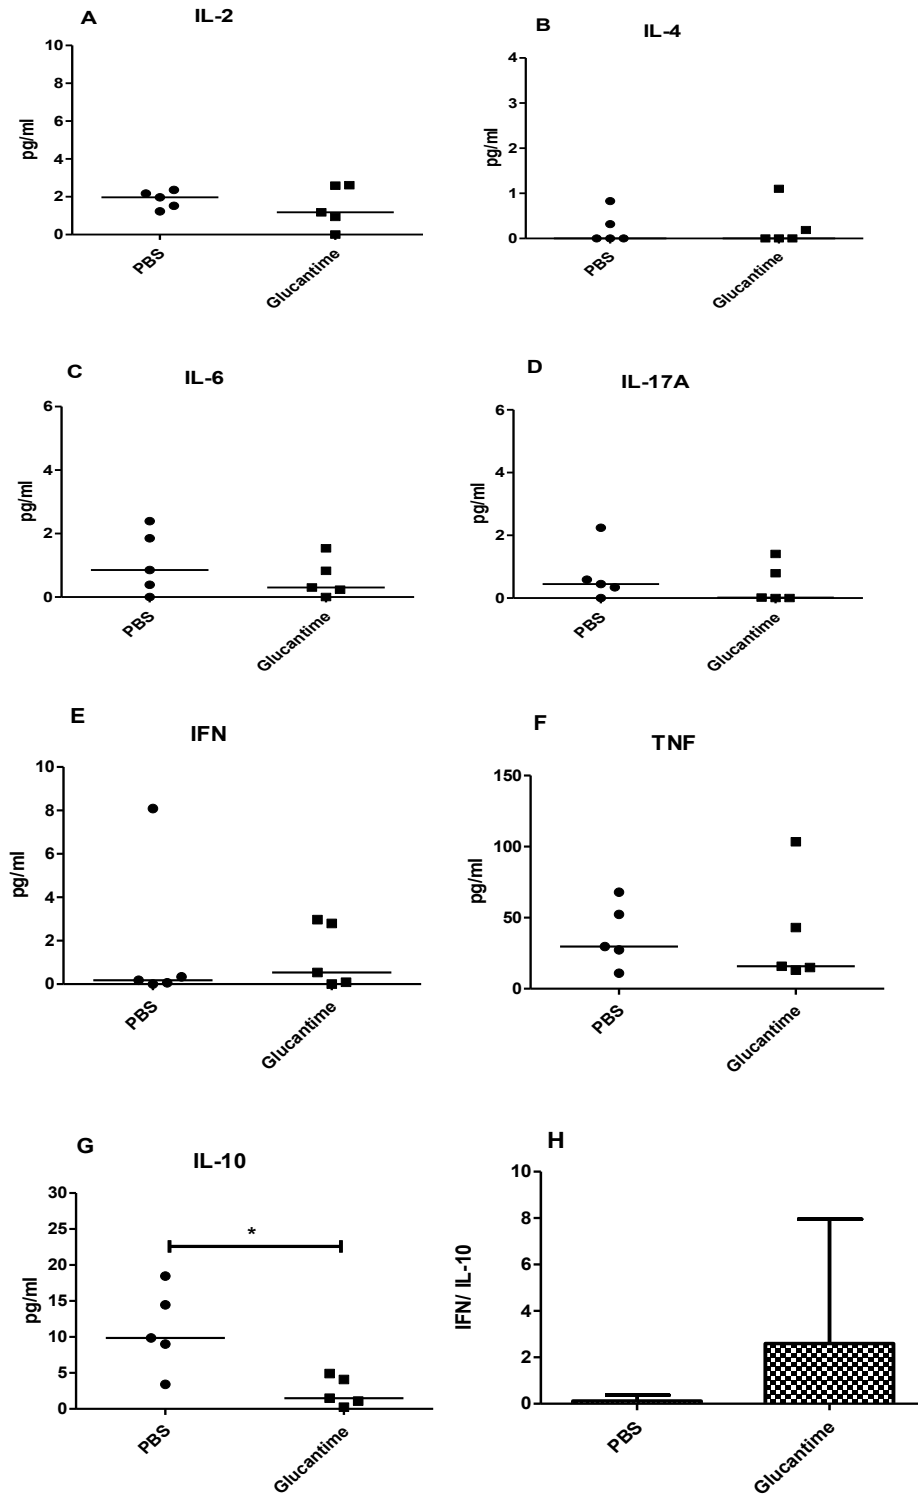 A
IL-2
10
8
6
4
2
0
pg/ml
PBS
Glucantime
B
IL-4
4
3
2
1
0
pg/ml
PBS
Glucantime
C
IL-6
6
4
2
0
pg/ml
PBS
Glucantime
D
IL-17A
6
4
2
0
pg/ml
PBS
Glucantime
E
IFN
10
8
6
4
2
0
pg/ml
PBS
Glucantime
F
TNF
150
100
50
0
pg/ml
PBS
Glucantime
G
IL-10
30
25
20
15
10
5
0
pg/ml
*
PBS
Glucantime
H
10
8
6
4
2
0
IFN/ IL-10
PBS
Glucantime